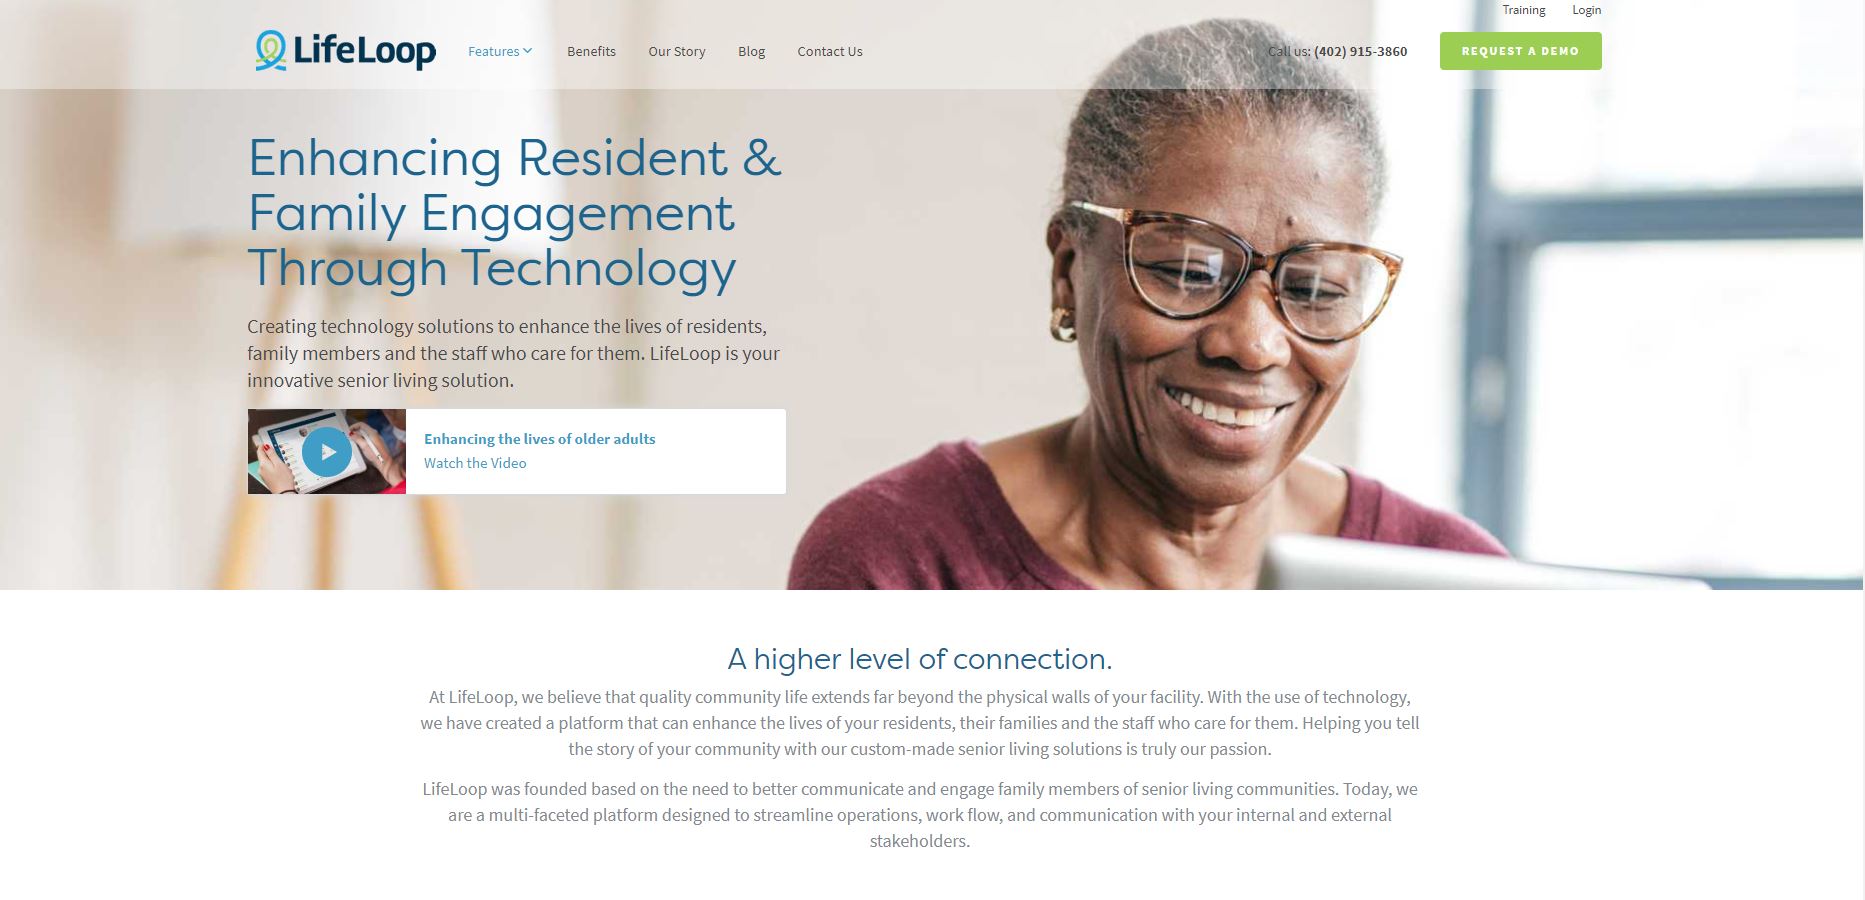 Training Login
LifeLoop Features Benefits Our Story Blog Contact Us Call us: (402) 915-3860 REQUEST A DEMO
Enhancing Resident &
Family Engagement
Through Technology
Creating technology solutions to enhance the lives of residents,
family members and the staff who care for them. LifeLoop is your
innovative senior living solution.
Enhancing the lives of older adults
Watch the Video
A higher level of connection.
At LifeLoop, we believe that quality community life extends far beyond the physical walls of your facility. With the use of technology,
we have created a platform that can enhance the lives of your residents, their families and the staff who care for them. Helping you tell
the story of your community with our custom-made senior living solutions is truly our passion.
LifeLoop was founded based on the need to better communicate and engage family members of senior living communities. Today, we
are a multi-faceted platform designed to streamline operations, work flow, and communication with your internal and external
stakeholders.